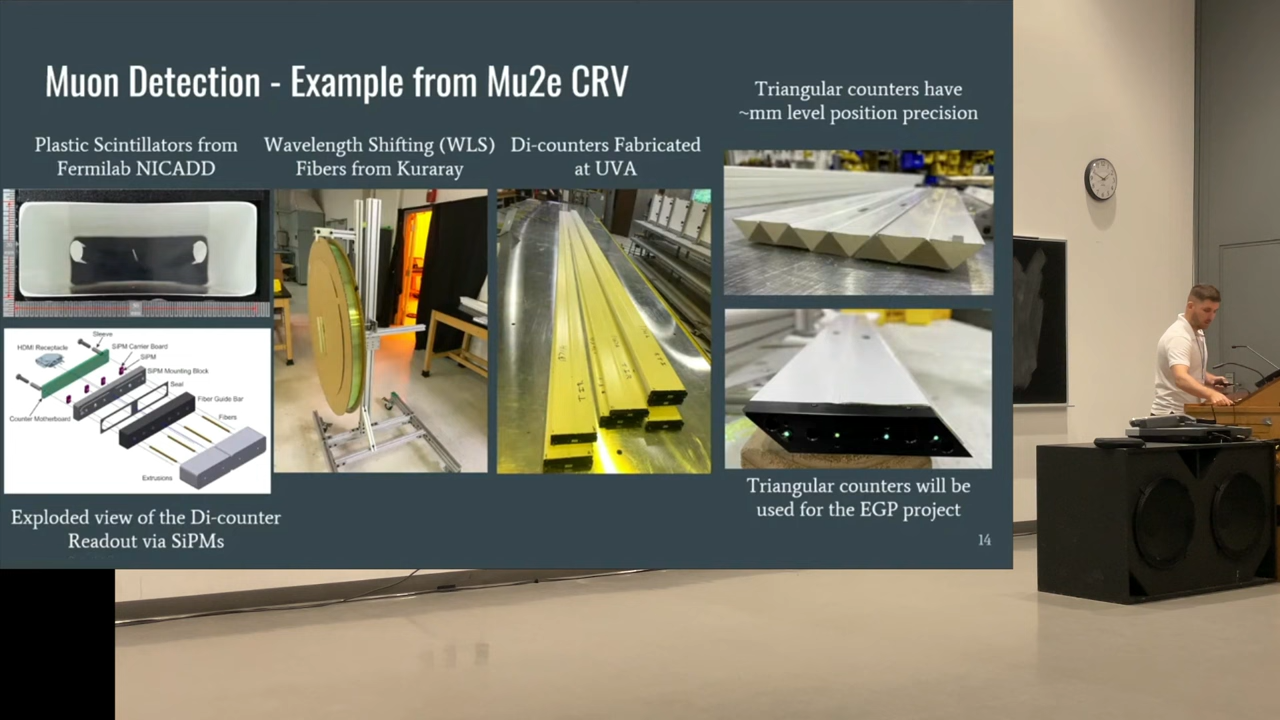 Muon Detection - Example from Mu2e CRV
Plastic Scintillators from
Fermilab NICADD
Wavelength Shifting (WLS)
Fibers from Kuraray
Di-counters Fabricated
at UVA
Triangular counters have
~mm level position precision
Sleeve
HDMI Receptacle
SiPM Carrier Board
SiPM
SiPM Mounting Block
Seal
Fiber Guide Bar
Counter Motherboard
Fibers
Extrusions
Exploded view of the Di-counter
Readout via SiPMs
Triangular counters will be
used for the EGP project
14